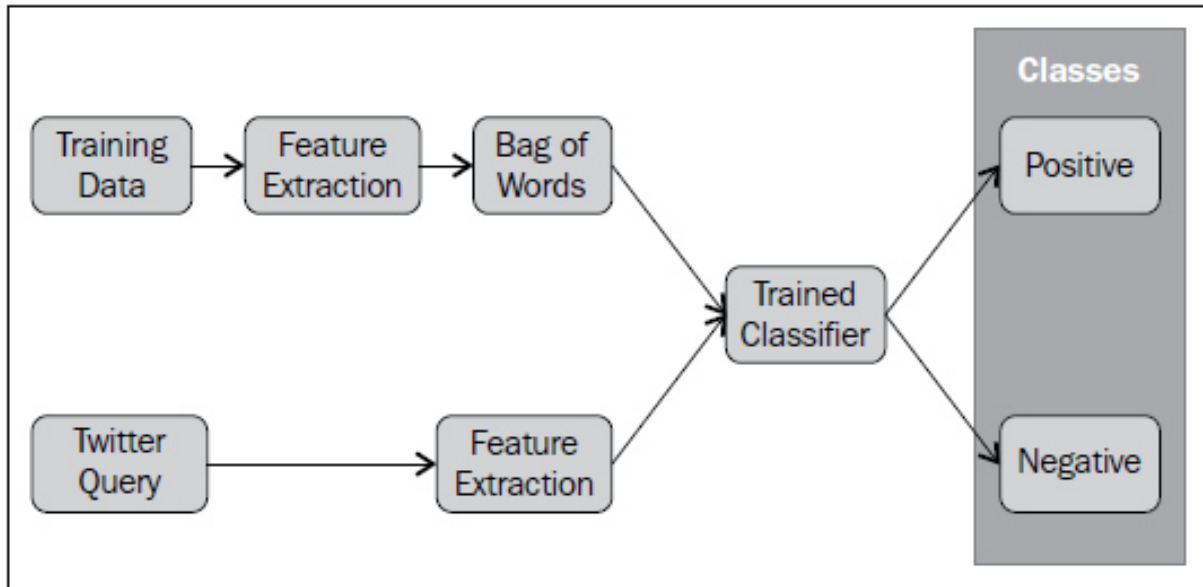 Classes
Training
Data
Feature
Extraction
Bag of
Words
Positive
Trained
Classifier
Twitter
Query
Feature
Extraction
Negative